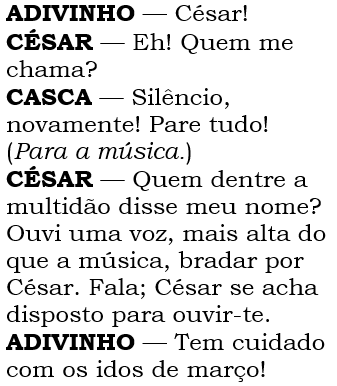 ADIVINHO — César!
CÉSAR — Eh! Quem me
chama?
CASCA — Silêncio,
novamente! Pare tudo!
(Para a música.)
CÉSAR — Quem dentre a
multidão disse meu nome?
Ouvi uma voz, mais alta do
que a música, bradar por
César. Fala; César se acha
disposto para ouvir-te.
ADIVINHO — Tem cuidado
com os idos de março!